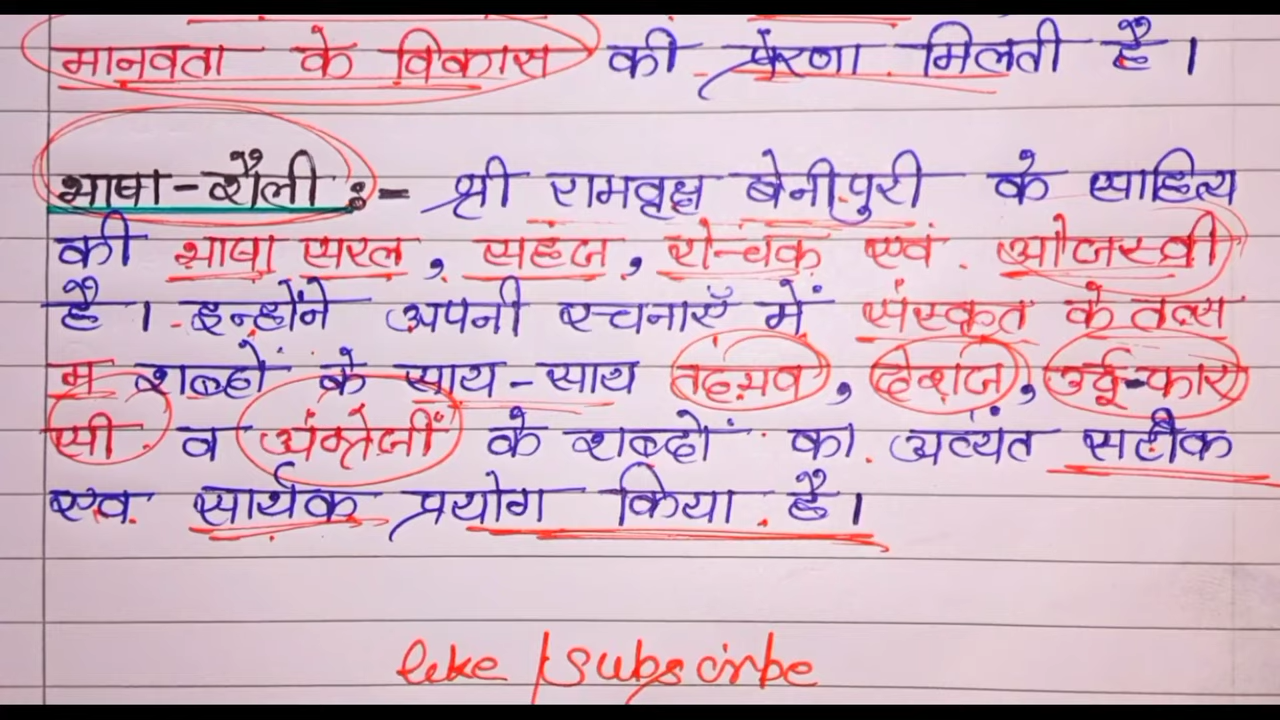 मानवता के विकास की प्रेरणा मिलती है।
भाषा-शैली :- श्री रामवृक्ष बेनीपुरी के साहित्य
की भाषा सरल, सहज, रोचक एवं ओजस्वी
है। इन्होंने अपनी रचनाएँ में संस्कृत के तत्स
म शब्दों के साथ-साथ तद्भव, देशज, उर्दू-फार
सी व अंग्रेजी के शब्दों का अत्यंत सटीक
एवं सार्थक प्रयोग किया है।
like / subscirbe